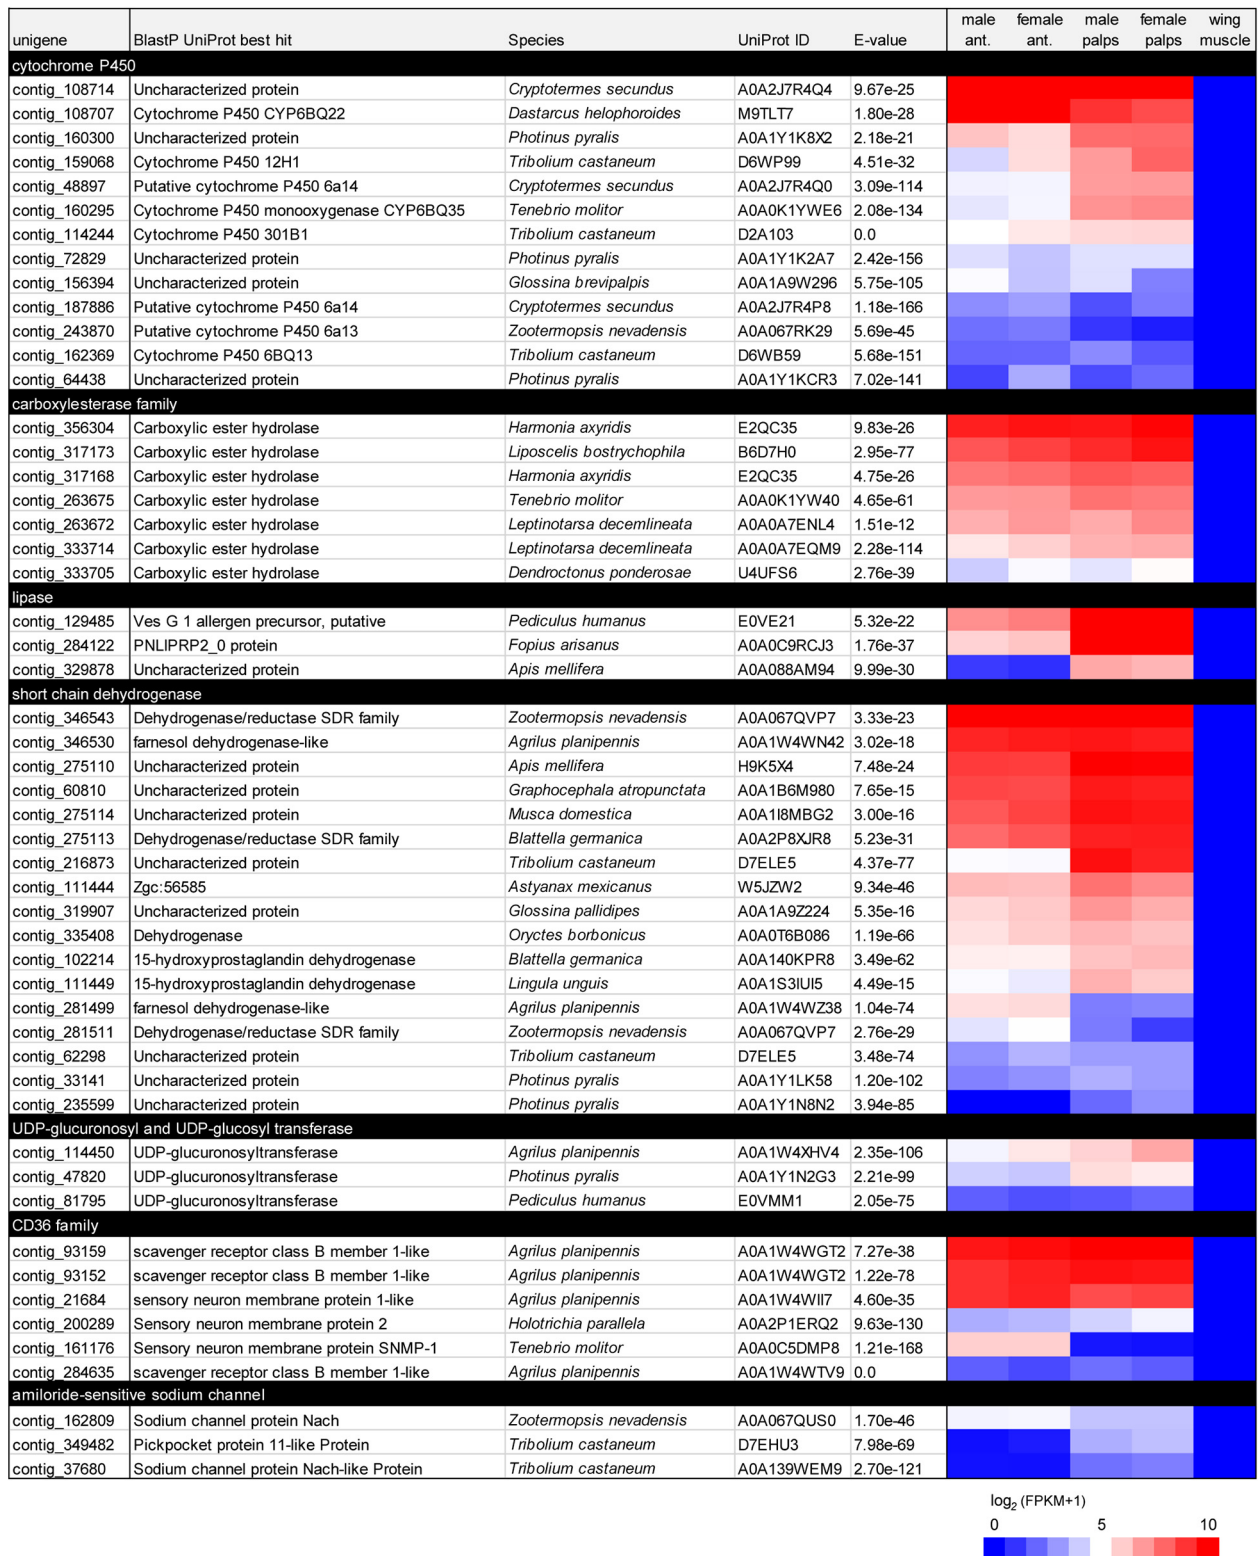 male female male female wing
unigene BlastP UniProt best hit Species UniProt ID E-value ant. ant. palps palps muscle
cytochrome P450
contig_108714 Uncharacterized protein Cryptotermes secundus A0A2J7R4Q4 9.67e-25
contig_108707 Cytochrome P450 CYP6BQ22 Dastarcus helophoroides M9TLT7 1.80e-28
contig_160300 Uncharacterized protein Photinus pyralis A0A1Y1K8X2 2.18e-21
contig_159068 Cytochrome P450 12H1 Tribolium castaneum D6WP99 4.51e-32
contig_48897 Putative cytochrome P450 6a14 Cryptotermes secundus A0A2J7R4Q0 3.09e-114
contig_160295 Cytochrome P450 monooxygenase CYP6BQ35 Tenebrio molitor A0A0K1YWE6 2.08e-134
contig_114244 Cytochrome P450 301B1 Tribolium castaneum D2A103 0.0
contig_72829 Uncharacterized protein Photinus pyralis A0A1Y1K2A7 2.42e-156
contig_156394 Uncharacterized protein Glossina brevipalpis A0A1A9W296 5.75e-105
contig_187886 Putative cytochrome P450 6a14 Cryptotermes secundus A0A2J7R4P8 1.18e-166
contig_243870 Putative cytochrome P450 6a13 Zootermopsis nevadensis A0A067RK29 5.69e-45
contig_162369 Cytochrome P450 6BQ13 Tribolium castaneum D6WB59 5.68e-151
contig_64438 Uncharacterized protein Photinus pyralis A0A1Y1KCR3 7.02e-141
carboxylesterase family
contig_356304 Carboxylic ester hydrolase Harmonia axyridis E2QC35 9.83e-26
contig_317173 Carboxylic ester hydrolase Liposcelis bostrychophila B6D7H0 2.95e-77
contig_317168 Carboxylic ester hydrolase Harmonia axyridis E2QC35 4.75e-26
contig_263675 Carboxylic ester hydrolase Tenebrio molitor A0A0K1YW40 4.65e-61
contig_263672 Carboxylic ester hydrolase Leptinotarsa decemlineata A0A0A7ENL4 1.51e-12
contig_333714 Carboxylic ester hydrolase Leptinotarsa decemlineata A0A0A7EQM9 2.28e-114
contig_333705 Carboxylic ester hydrolase Dendroctonus ponderosae U4UFS6 2.76e-39
lipase
contig_129485 Ves G 1 allergen precursor, putative Pediculus humanus E0VE21 5.32e-22
contig_284122 PNLIPRP2_0 protein Fopius arisanus A0A0C9RCJ3 1.76e-37
contig_329878 Uncharacterized protein Apis mellifera A0A088AM94 9.99e-30
short chain dehydrogenase
contig_346543 Dehydrogenase/reductase SDR family Zootermopsis nevadensis A0A067QVP7 3.33e-23
contig_346530 farnesol dehydrogenase-like Agrilus planipennis A0A1W4WN42 3.02e-18
contig_275110 Uncharacterized protein Apis mellifera H9K5X4 7.48e-24
contig_60810 Uncharacterized protein Graphocephala atropunctata A0A1B6M980 7.65e-15
contig_275114 Uncharacterized protein Musca domestica A0A1I8MBG2 3.00e-16
contig_275113 Dehydrogenase/reductase SDR family Blattella germanica A0A2P8XJR8 5.23e-31
contig_216873 Uncharacterized protein Tribolium castaneum D7ELE5 4.37e-77
contig_111444 Zgc:56585 Astyanax mexicanus W5JZW2 9.34e-46
contig_319907 Uncharacterized protein Glossina pallidipes A0A1A9Z224 5.35e-16
contig_335408 Dehydrogenase Oryctes borbonicus A0A0T6B086 1.19e-66
contig_102214 15-hydroxyprostaglandin dehydrogenase Blattella germanica A0A140KPR8 3.49e-62
contig_111449 15-hydroxyprostaglandin dehydrogenase Lingula unguis A0A1S3IUI5 4.49e-15
contig_281499 farnesol dehydrogenase-like Agrilus planipennis A0A1W4WZ38 1.04e-74
contig_281511 Dehydrogenase/reductase SDR family Zootermopsis nevadensis A0A067QVP7 2.76e-29
contig_62298 Uncharacterized protein Tribolium castaneum D7ELE5 3.48e-74
contig_33141 Uncharacterized protein Photinus pyralis A0A1Y1LK58 1.20e-102
contig_235599 Uncharacterized protein Photinus pyralis A0A1Y1N8N2 3.94e-85
UDP-glucuronosyl and UDP-glucosyl transferase
contig_114450 UDP-glucuronosyltransferase Agrilus planipennis A0A1W4XHV4 2.35e-106
contig_47820 UDP-glucuronosyltransferase Photinus pyralis A0A1Y1N2G3 2.21e-99
contig_81795 UDP-glucuronosyltransferase Pediculus humanus E0VMM1 2.05e-75
CD36 family
contig_93159 scavenger receptor class B member 1-like Agrilus planipennis A0A1W4WGT2 7.27e-38
contig_93152 scavenger receptor class B member 1-like Agrilus planipennis A0A1W4WGT2 1.22e-78
contig_21684 sensory neuron membrane protein 1-like Agrilus planipennis A0A1W4WII7 4.60e-35
contig_200289 Sensory neuron membrane protein 2 Holotrichia parallela A0A2P1ERQ2 9.63e-130
contig_161176 Sensory neuron membrane protein SNMP-1 Tenebrio molitor A0A0C5DMP8 1.21e-168
contig_284635 scavenger receptor class B member 1-like Agrilus planipennis A0A1W4WTV9 0.0
amiloride-sensitive sodium channel
contig_162809 Sodium channel protein Nach Zootermopsis nevadensis A0A067QUS0 1.70e-46
contig_349482 Pickpocket protein 11-like Protein Tribolium castaneum D7EHU3 7.98e-69
contig_37680 Sodium channel protein Nach-like Protein Tribolium castaneum A0A139WEM9 2.70e-121
log2 (FPKM+1)
0 5 10